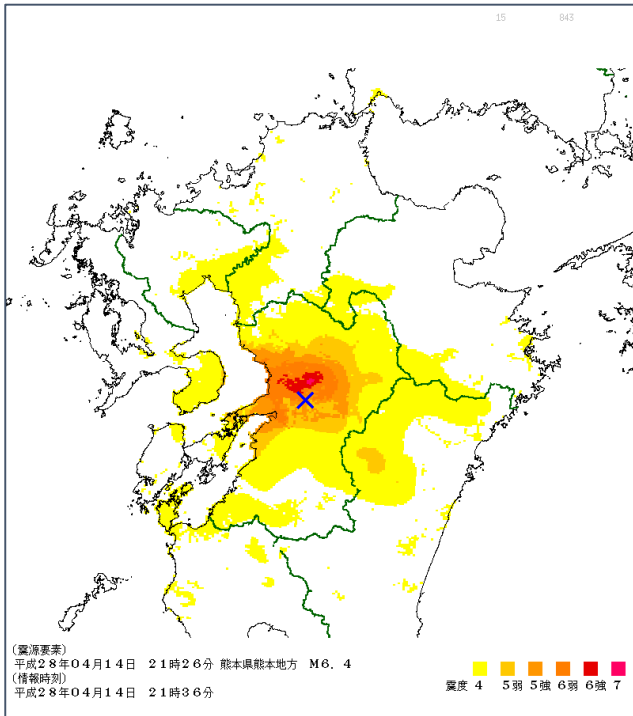 15 843
〔震源要素〕
平成28年04月14日 21時26分 熊本県熊本地方 M6.4
〔情報時刻〕
平成28年04月14日 21時36分
震度 4 5弱 5強 6弱 6強 7